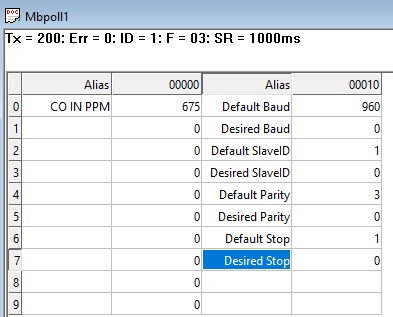 Mbpoll1
Tx = 200: Err = 0: ID = 1: F = 03: SR = 1000ms
Alias 00000 Alias 00010
0 CO IN PPM 675 Default Baud 960
1 0 Desired Baud 0
2 0 Default SlaveID 1
3 0 Desired SlaveID 0
4 0 Default Parity 3
5 0 Desired Parity 0
6 0 Default Stop 1
7 0 Desired Stop 0
8 0
9 0